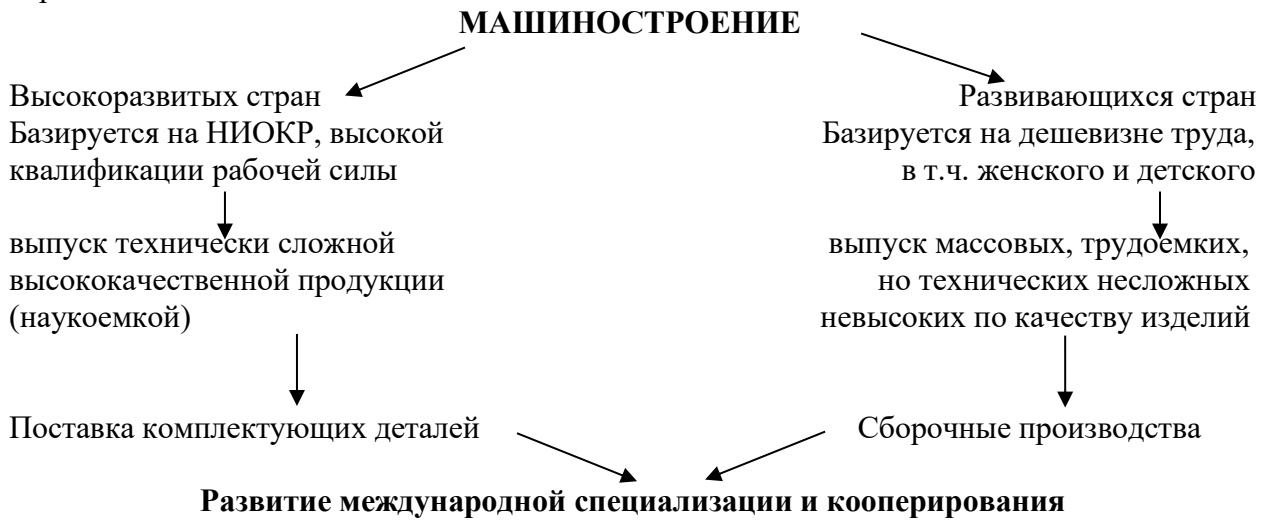 МАШИНОСТРОЕНИЕ
Высокоразвитых стран
Базируется на НИОКР, высокой
квалификации рабочей силы
Развивающихся стран
Базируется на дешевизне труда,
в т.ч. женского и детского
выпуск технически сложной
высококачественной продукции
(наукоемкой)
выпуск массовых, трудоемких,
но технических несложных
невысоких по качеству изделий
Поставка комплектующих деталей
Сборочные производства
Развитие международной специализации и кооперирования